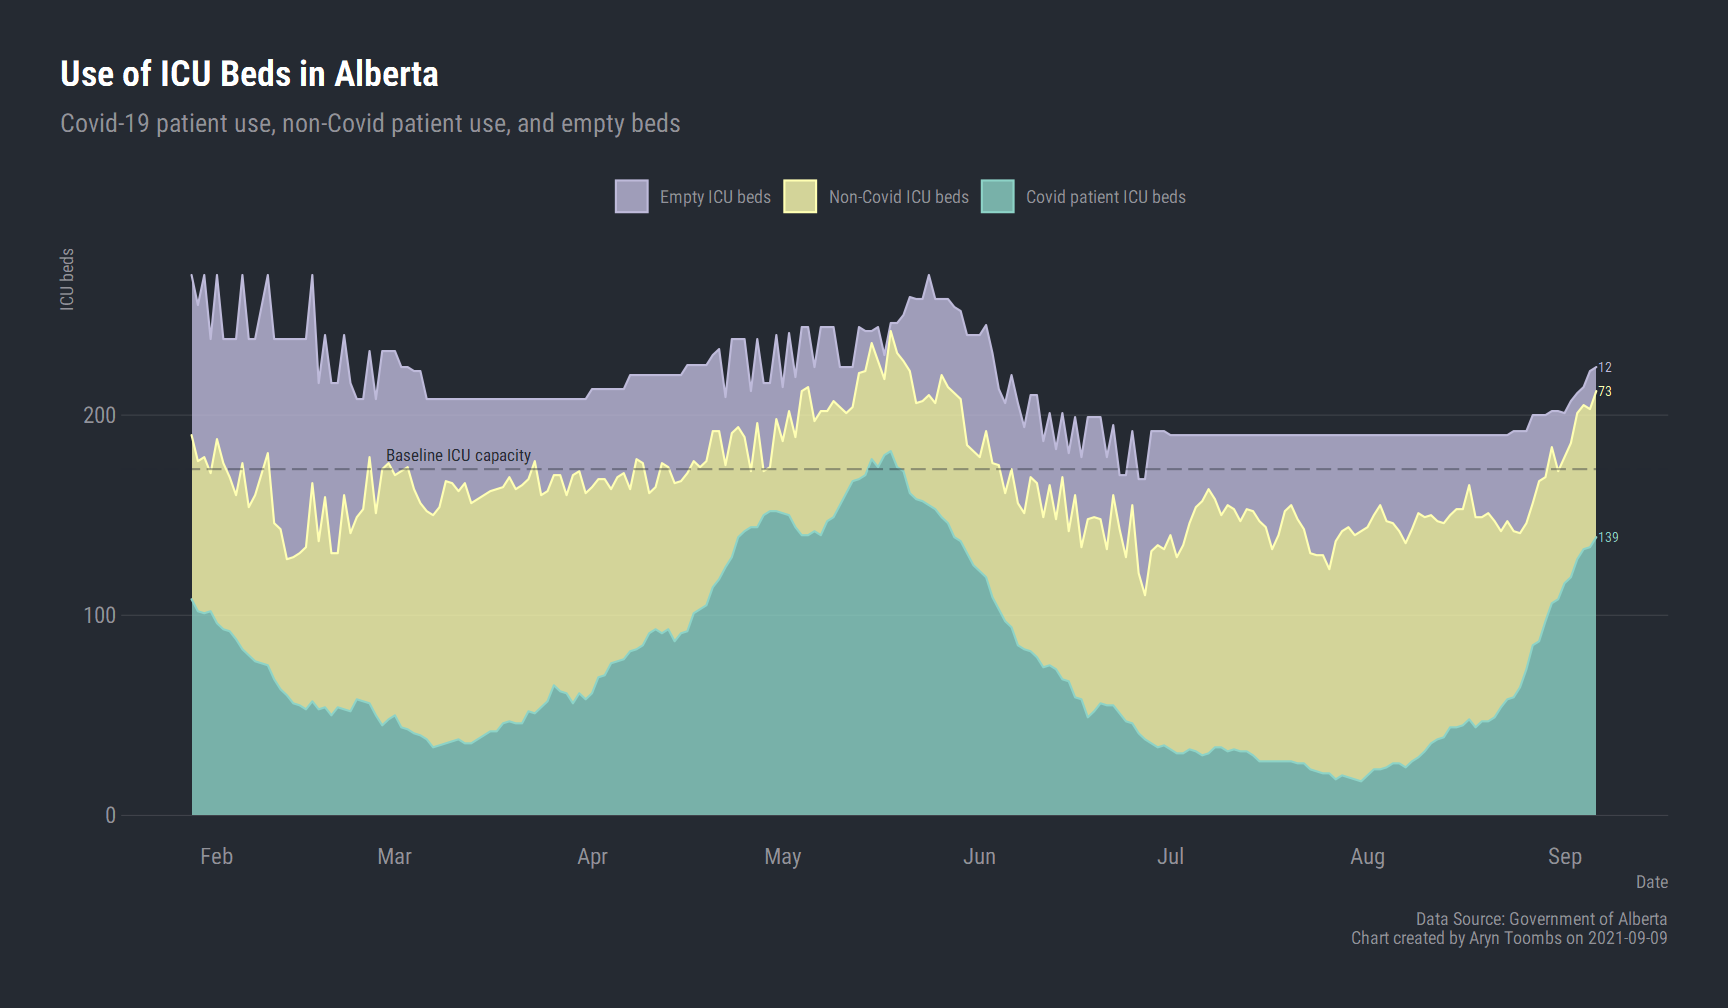 Use of ICU Beds in Alberta
Covid-19 patient use, non-Covid patient use, and empty beds
Empty ICU beds Non-Covid ICU beds Covid patient ICU beds
ICU beds
12
73
200
Baseline ICU capacity
139
100
0
Feb Mar Apr May Jun Jul Aug Sep
Date
Data Source: Government of Alberta
Chart created by Aryn Toombs on 2021-09-09